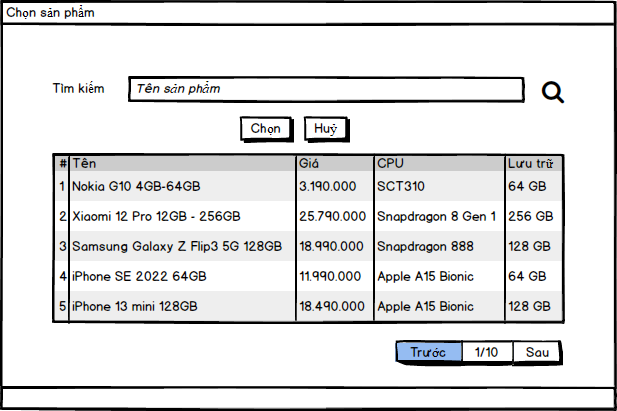 Chọn sản phẩm
Tìm kiếm Tên sản phẩm
Chọn Huỷ
# Tên Giá CPU Lưu trữ
1 Nokia G10 4GB-64GB 3.190.000 SCT310 64 GB
2 Xiaomi 12 Pro 12GB - 256GB 25.790.000 Snapdragon 8 Gen 1 256 GB
3 Samsung Galaxy Z Flip3 5G 128GB 18.990.000 Snapdragon 888 128 GB
4 iPhone SE 2022 64GB 11.990.000 Apple A15 Bionic 64 GB
5 iPhone 13 mini 128GB 18.490.000 Apple A15 Bionic 128 GB
Trước 1/10 Sau